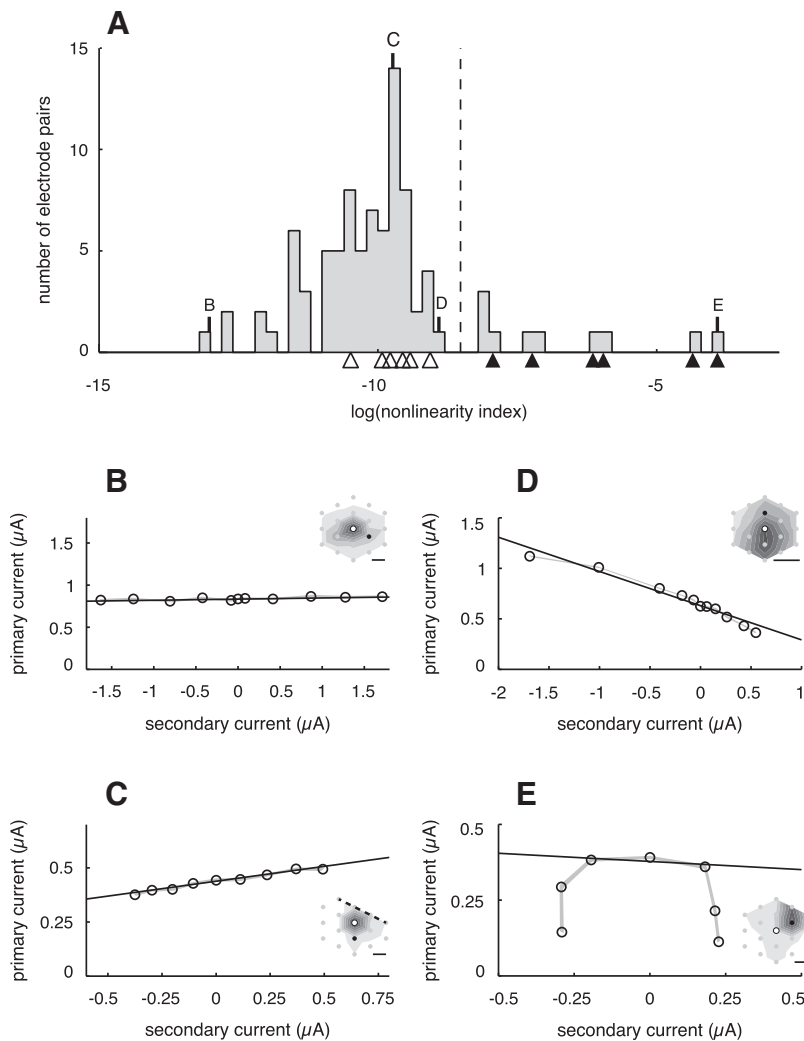 A
15
10
5
0
number of electrode pairs
B
C
D
E
-15
-10
-5
log(nonlinearity index)
B
1.5
1
0.5
0
primary current (µA)
-1.5
-1
-0.5
0
0.5
1
1.5
secondary current (µA)
D
1.5
1
0.5
0
primary current (µA)
-2
-1.5
-1
-0.5
0
0.5
1
secondary current (µA)
C
0.5
0.25
0
primary current (µA)
-0.5
-0.25
0
0.25
0.5
0.75
secondary current (µA)
E
0.5
0.25
0
primary current (µA)
-0.5
-0.25
0
0.25
0.5
secondary current (µA)